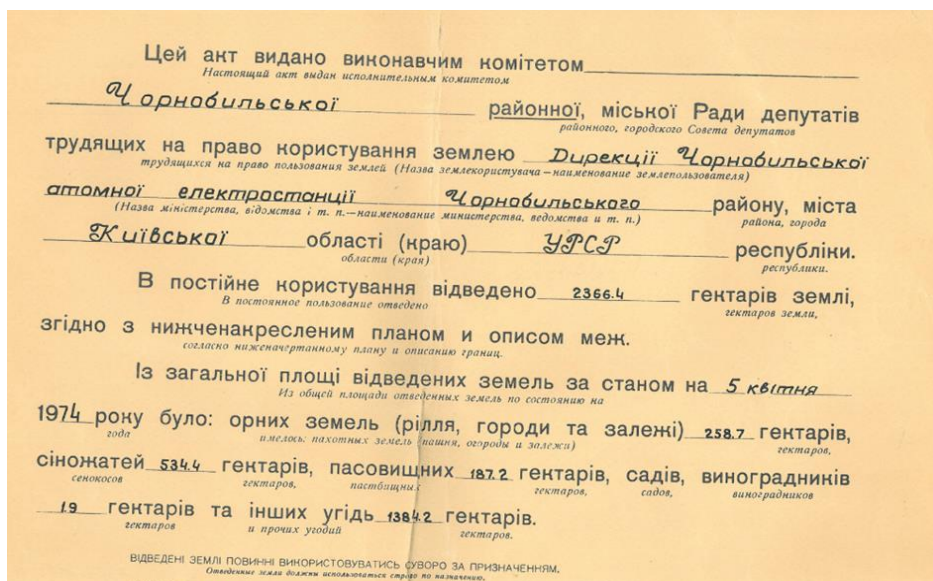 Цей акт видано виконавчим комітетом
Настоящий акт выдан исполнительным комитетом
Чорнобильської районної, міської Ради депутатів
районного, городского Совета депутатов
трудящих на право користування землею Дирекції Чорнобильської
трудящихся на право пользования землей (Назва землекористувача—наименование землепользователя)
атомної електростанції Чорнобильського району, міста
(Назва міністерства, відомства і т. п.—наименование министерства, ведомства и т. п.) района, города
Київської області (краю) УРСР республіки.
области (края) республики.
В постійне користування відведено 2366.4 гектарів землі,
В постоянное пользование отведено гектаров земли,
згідно з нижченакресленим планом и описом меж.
согласно ниженачертанному плану и описанию границ.
Із загальної площі відведених земель за станом на 5 квітня
Из общей площади отведенных земель по состоянию на
1974 року було: орних земель (рілля, городи та залежі) 258.7 гектарів,
года имелось: пахотных земель (пашня, огороды и залежи) гектаров,
сіножатей 534.4 гектарів, пасовищних 187.2 гектарів, садів, виноградників
сенокосов гектаров, пастбищных гектаров, садов, виноградников
1.9 гектарів та інших угідь 1384.2 гектарів.
гектаров и прочих угодий гектаров.
ВІДВЕДЕНІ ЗЕМЛІ ПОВИННІ ВИКОРИСТОВУВАТИСЬ СУВОРО ЗА ПРИЗНАЧЕННЯМ.
Отведенные земли должны использоваться строго по назначению.